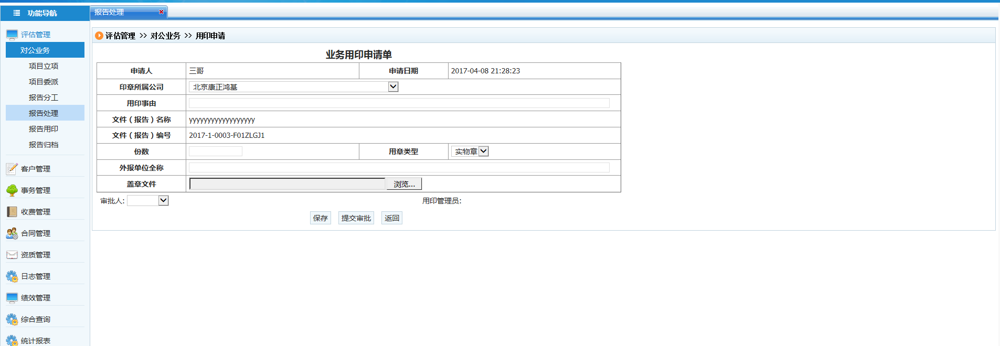 功能导航
报告处理
评估管理
对公业务
项目立项
项目委派
报告分工
报告处理
报告用印
报告归档
客户管理
事务管理
收费管理
合同管理
资质管理
日志管理
绩效管理
综合查询
统计报表
评估管理 >> 对公业务 >> 用印申请
业务用印申请单
申请人 三哥 申请日期 2017-04-08 21:28:23
印章所属公司 北京康正鸿基
用印事由
文件（报告）名称 yyyyyyyyyyyyyyyyyy
文件（报告）编号 2017-1-0003-F01ZLGJ1
份数 用章类型 实物章
外报单位全称
盖章文件 浏览...
审批人: 用印管理员:
保存 提交审批 返回